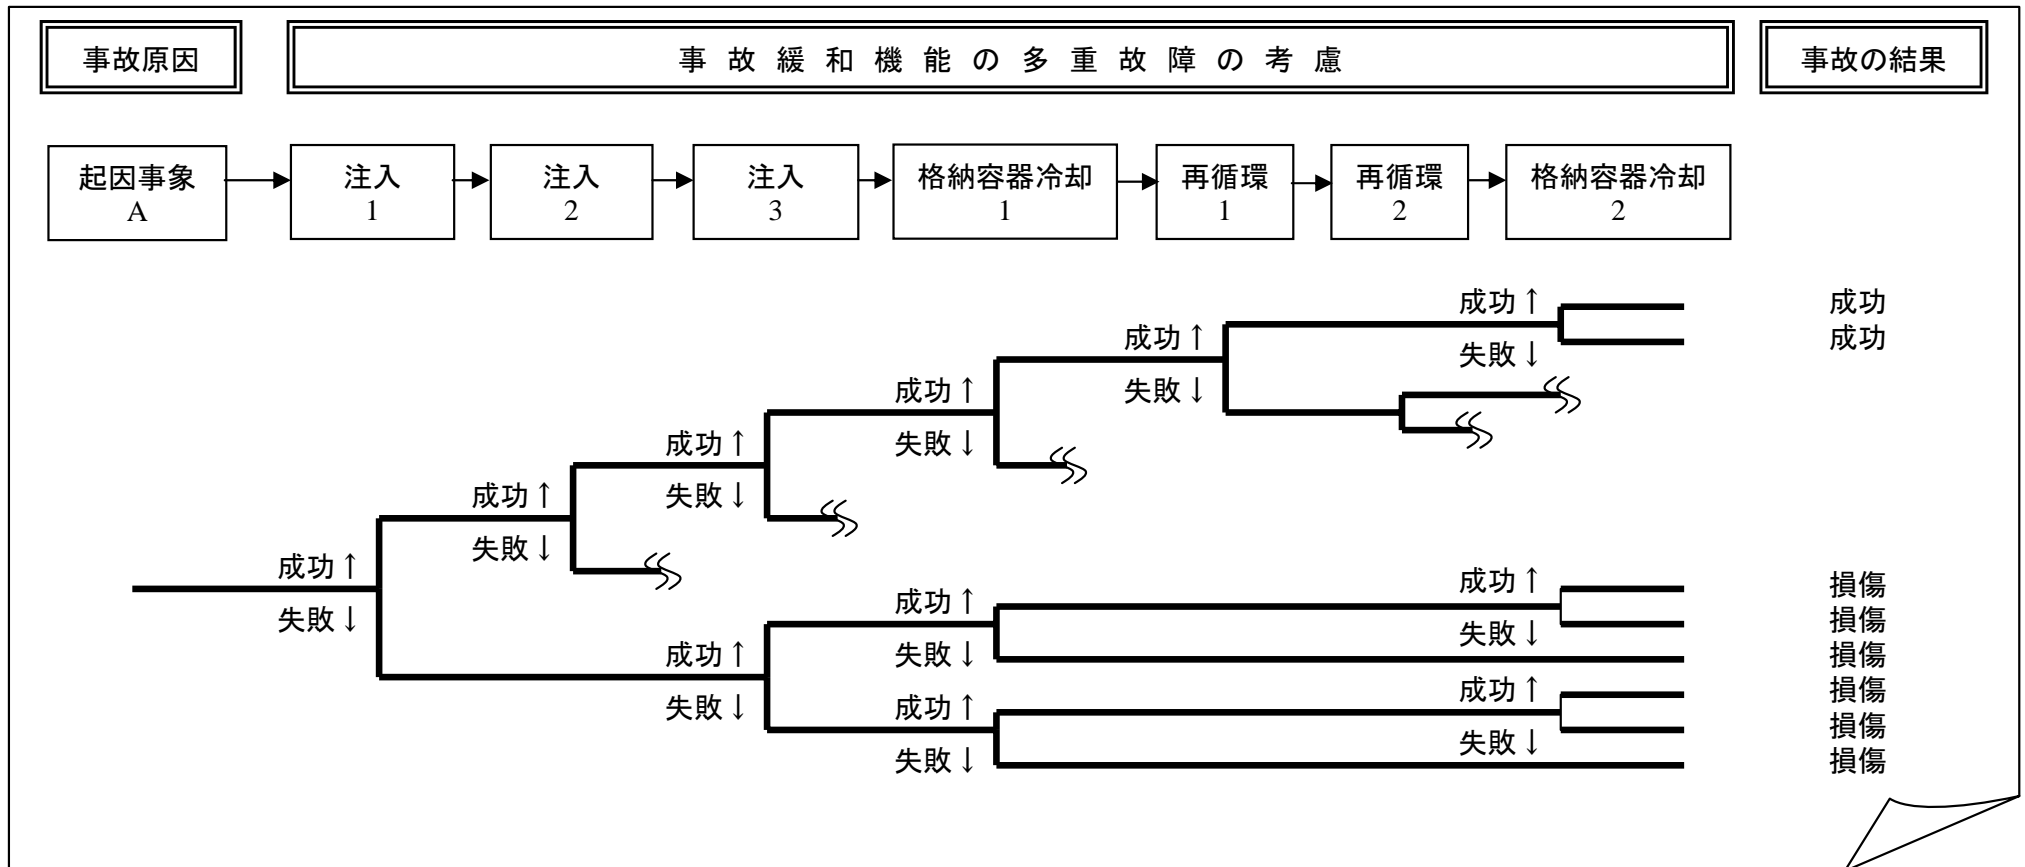 事故原因
事故緩和機能の多重故障の考慮
事故の結果
起因事象
A
注入
1
注入
2
注入
3
格納容器冷却
1
再循環
1
再循環
2
格納容器冷却
2
成功↑
成功
成功
成功↑
失敗↓
成功↑
失敗↓
失敗↓
成功↑
失敗↓
成功↑
失敗↓
成功↑
失敗↓
成功↑
損傷
成功↑
損傷
失敗↓
損傷
成功↑
失敗↓
成功↑
損傷
失敗↓
成功↑
損傷
失敗↓
失敗↓
損傷